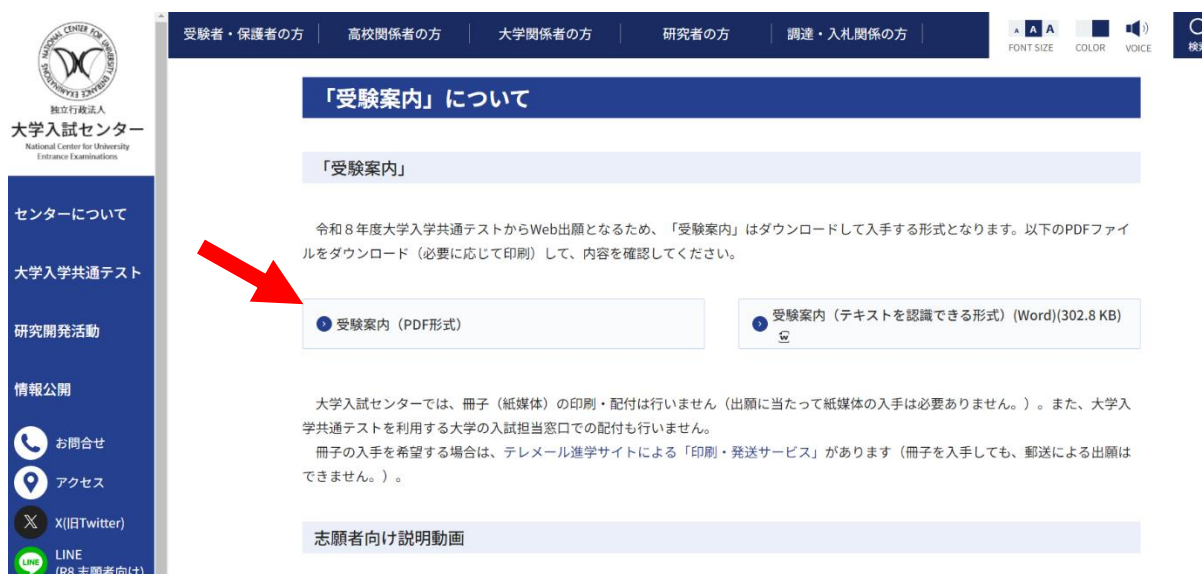 受験者・保護者の方
高校関係者の方
大学関係者の方
研究者の方
調達・入札関係の方
A A A
FONT SIZE
COLOR
VOICE
NATIONAL CENTER FOR UNIVERSITY ENTRANCE EXAMINATIONS
独立行政法人
大学入試センター
National Center for University
Entrance Examinations
センターについて
大学入学共通テスト
研究開発活動
情報公開
お問合せ
アクセス
X(旧Twitter)
LINE
LINE
(R8 志願者向け)
「受験案内」について
「受験案内」
令和８年度大学入学共通テストからWeb出願となるため、「受験案内」はダウンロードして入手する形式となります。以下のPDFファイ
ルをダウンロード（必要に応じて印刷）して、内容を確認してください。
受験案内（PDF形式）
受験案内（テキストを認識できる形式）(Word)(302.8 KB)
大学入試センターでは、冊子（紙媒体）の印刷・配付は行いません（出願に当たって紙媒体の入手は必要ありません。）。また、大学入
学共通テストを利用する大学の入試担当窓口での配付も行いません。
冊子の入手を希望する場合は、テレメール進学サイトによる「印刷・発送サービス」があります（冊子を入手しても、郵送による出願は
できません。）。
志願者向け説明動画